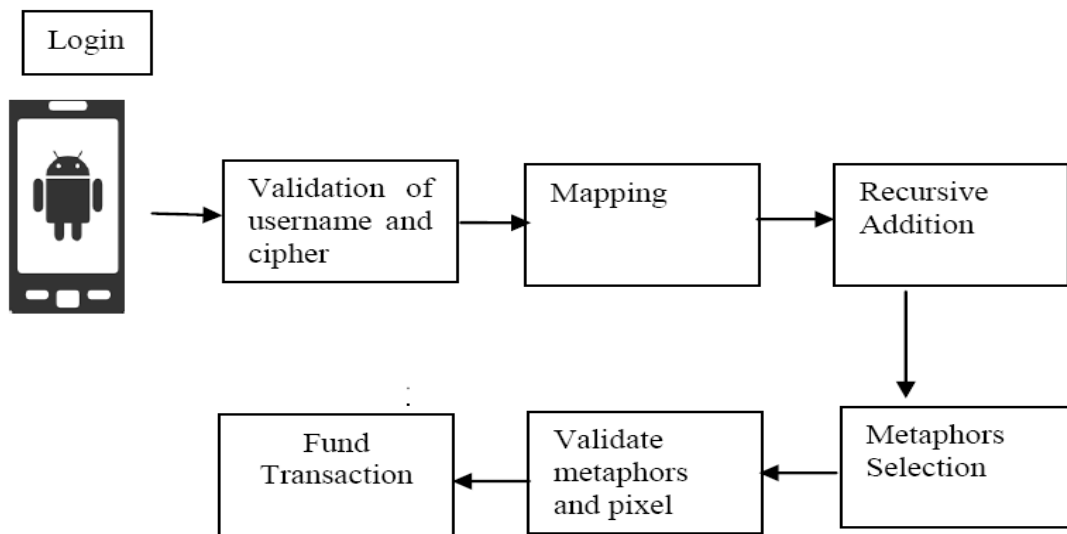 Login
Validation of
username and
cipher
Mapping
Recursive
Addition
:
Fund
Transaction
Validate
metaphors
and pixel
Metaphors
Selection